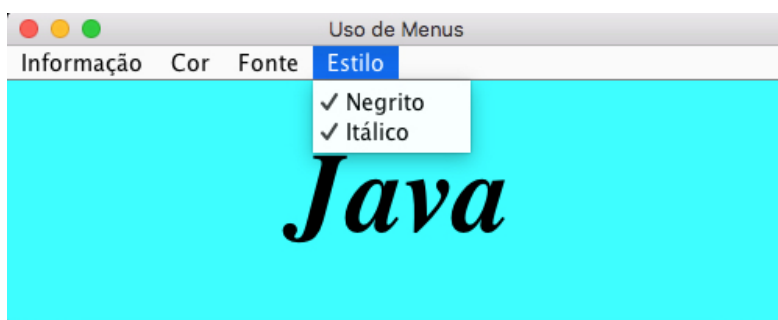 Uso de Menus
Informação Cor Fonte Estilo
✓ Negrito
✓ Itálico
Java